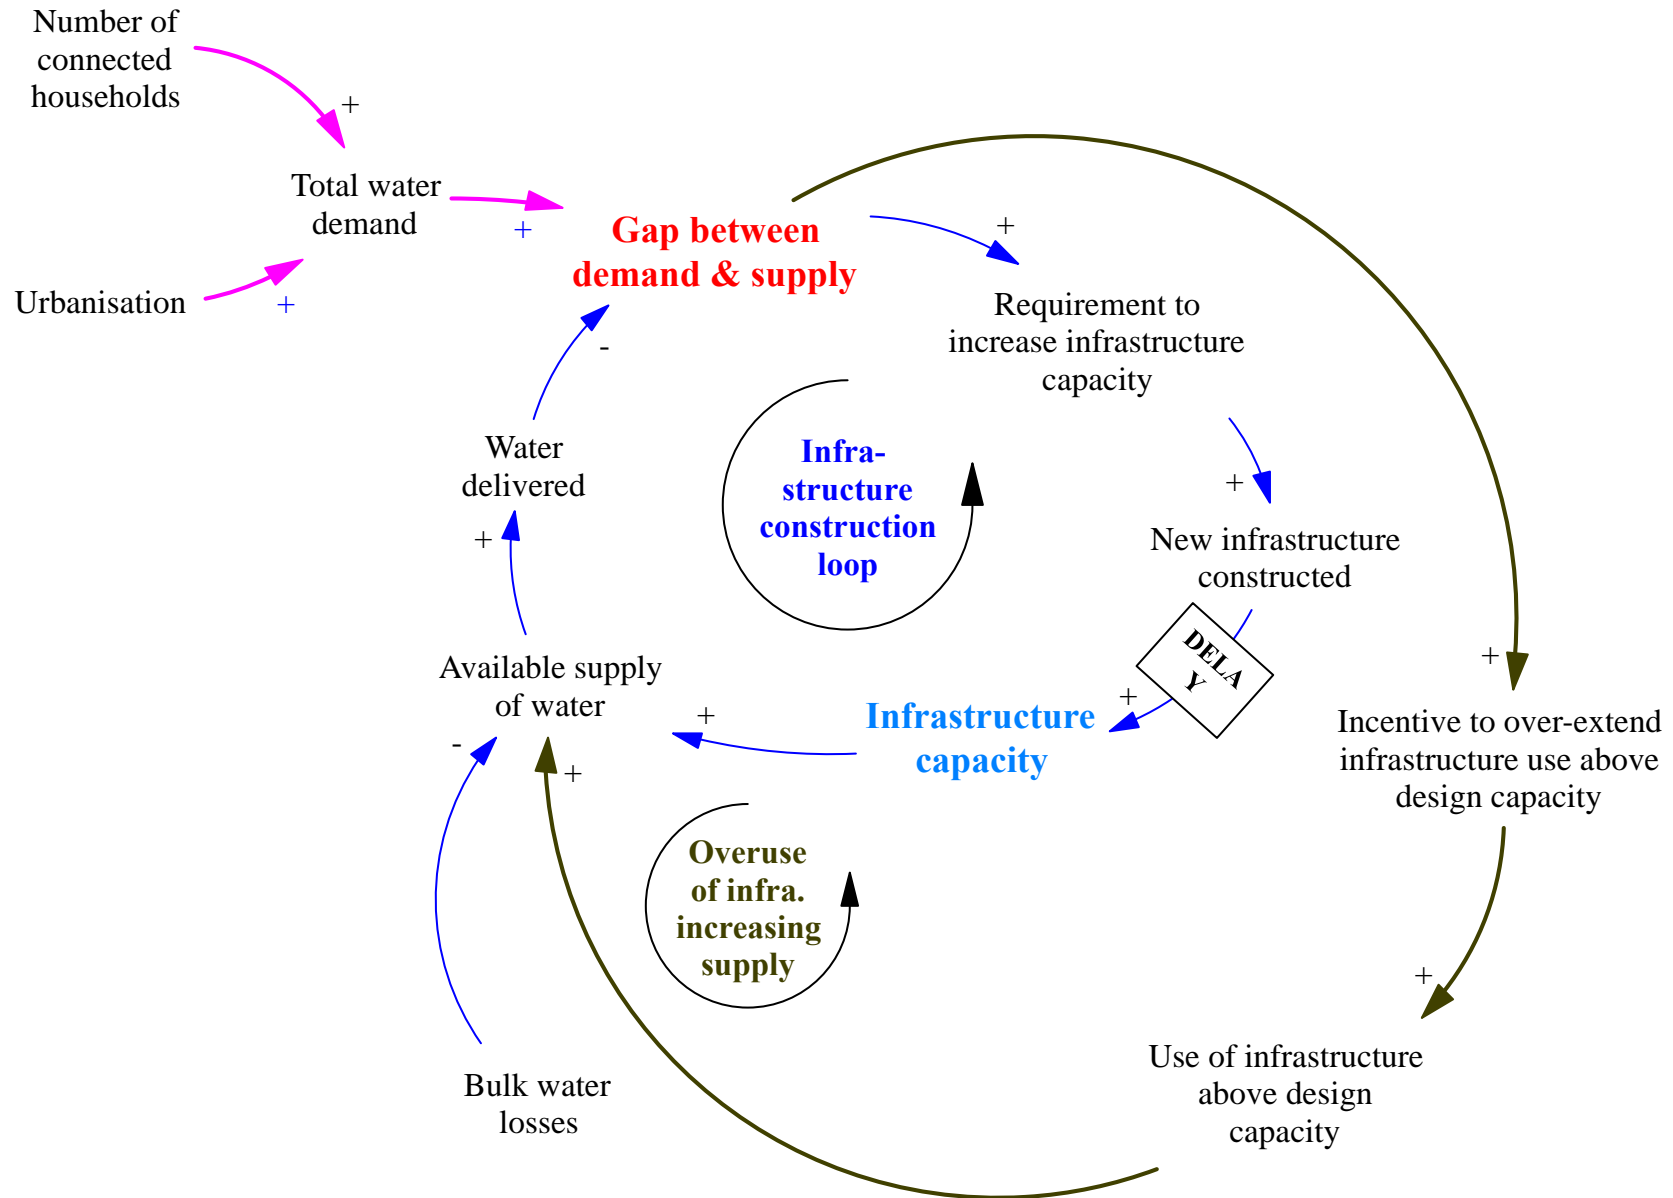 Number of
connected
households
+
Total water
demand
+
Urbanisation
+
Gap between
demand & supply
+
Requirement to
increase infrastructure
capacity
-
Water
delivered
+
Infra-
structure
construction
loop
+
New infrastructure
constructed
DELA
Y
+
Available supply
of water
-
+
+
Infrastructure
capacity
+
Incentive to over-extend
infrastructure use above
design capacity
Overuse
of infra.
increasing
supply
+
Bulk water
losses
Use of infrastructure
above design
capacity